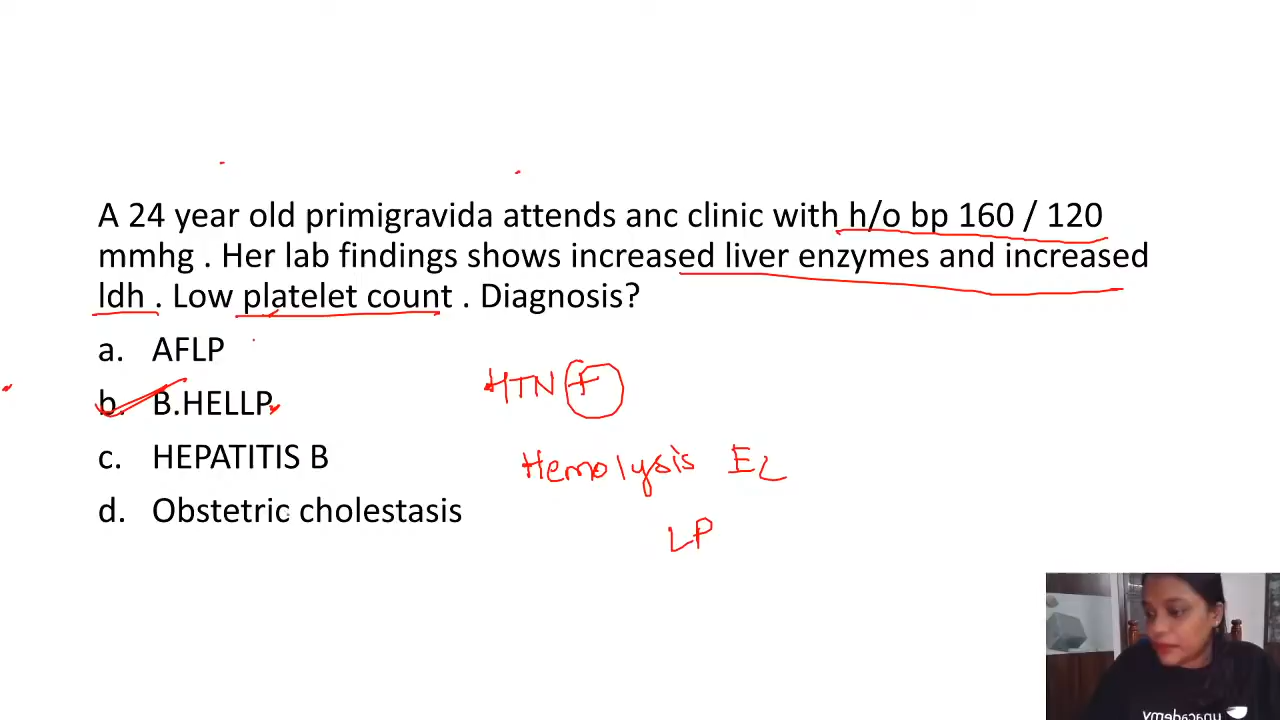 A 24 year old primigravida attends anc clinic with h/o bp 160 / 120
mmhg . Her lab findings shows increased liver enzymes and increased
ldh . Low platelet count . Diagnosis?
a. AFLP
b. B.HELLP
HTN +
c. HEPATITIS B
Hemolysis EL
d. Obstetric cholestasis
LP
unacademy